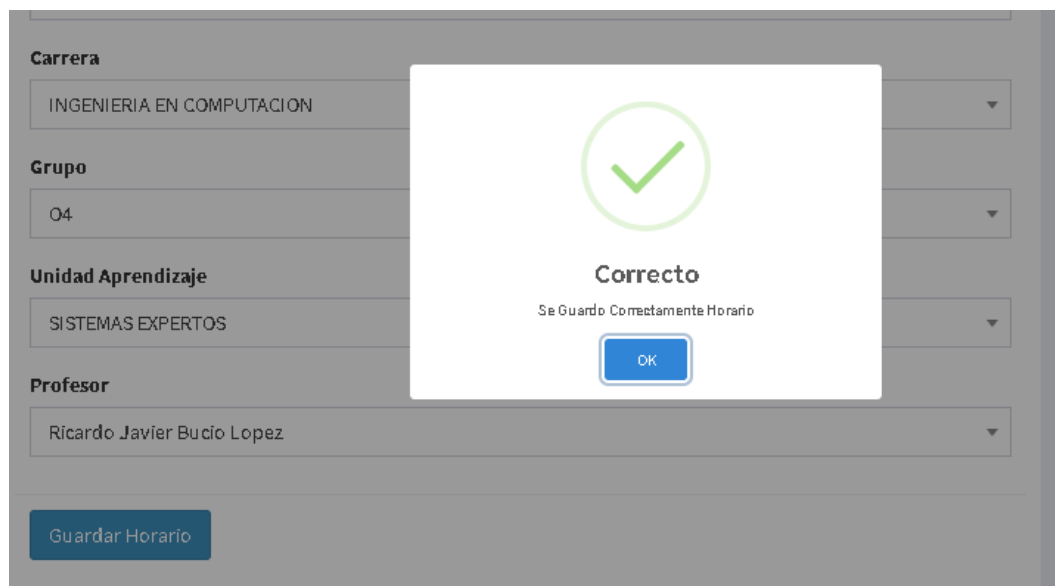 Carrera
INGENIERIA EN COMPUTACION
Grupo
O4
Unidad Aprendizaje
SISTEMAS EXPERTOS
Profesor
Ricardo Javier Bucio Lopez
Guardar Horario
Correcto
Se Guardo Correctamente Horario
OK